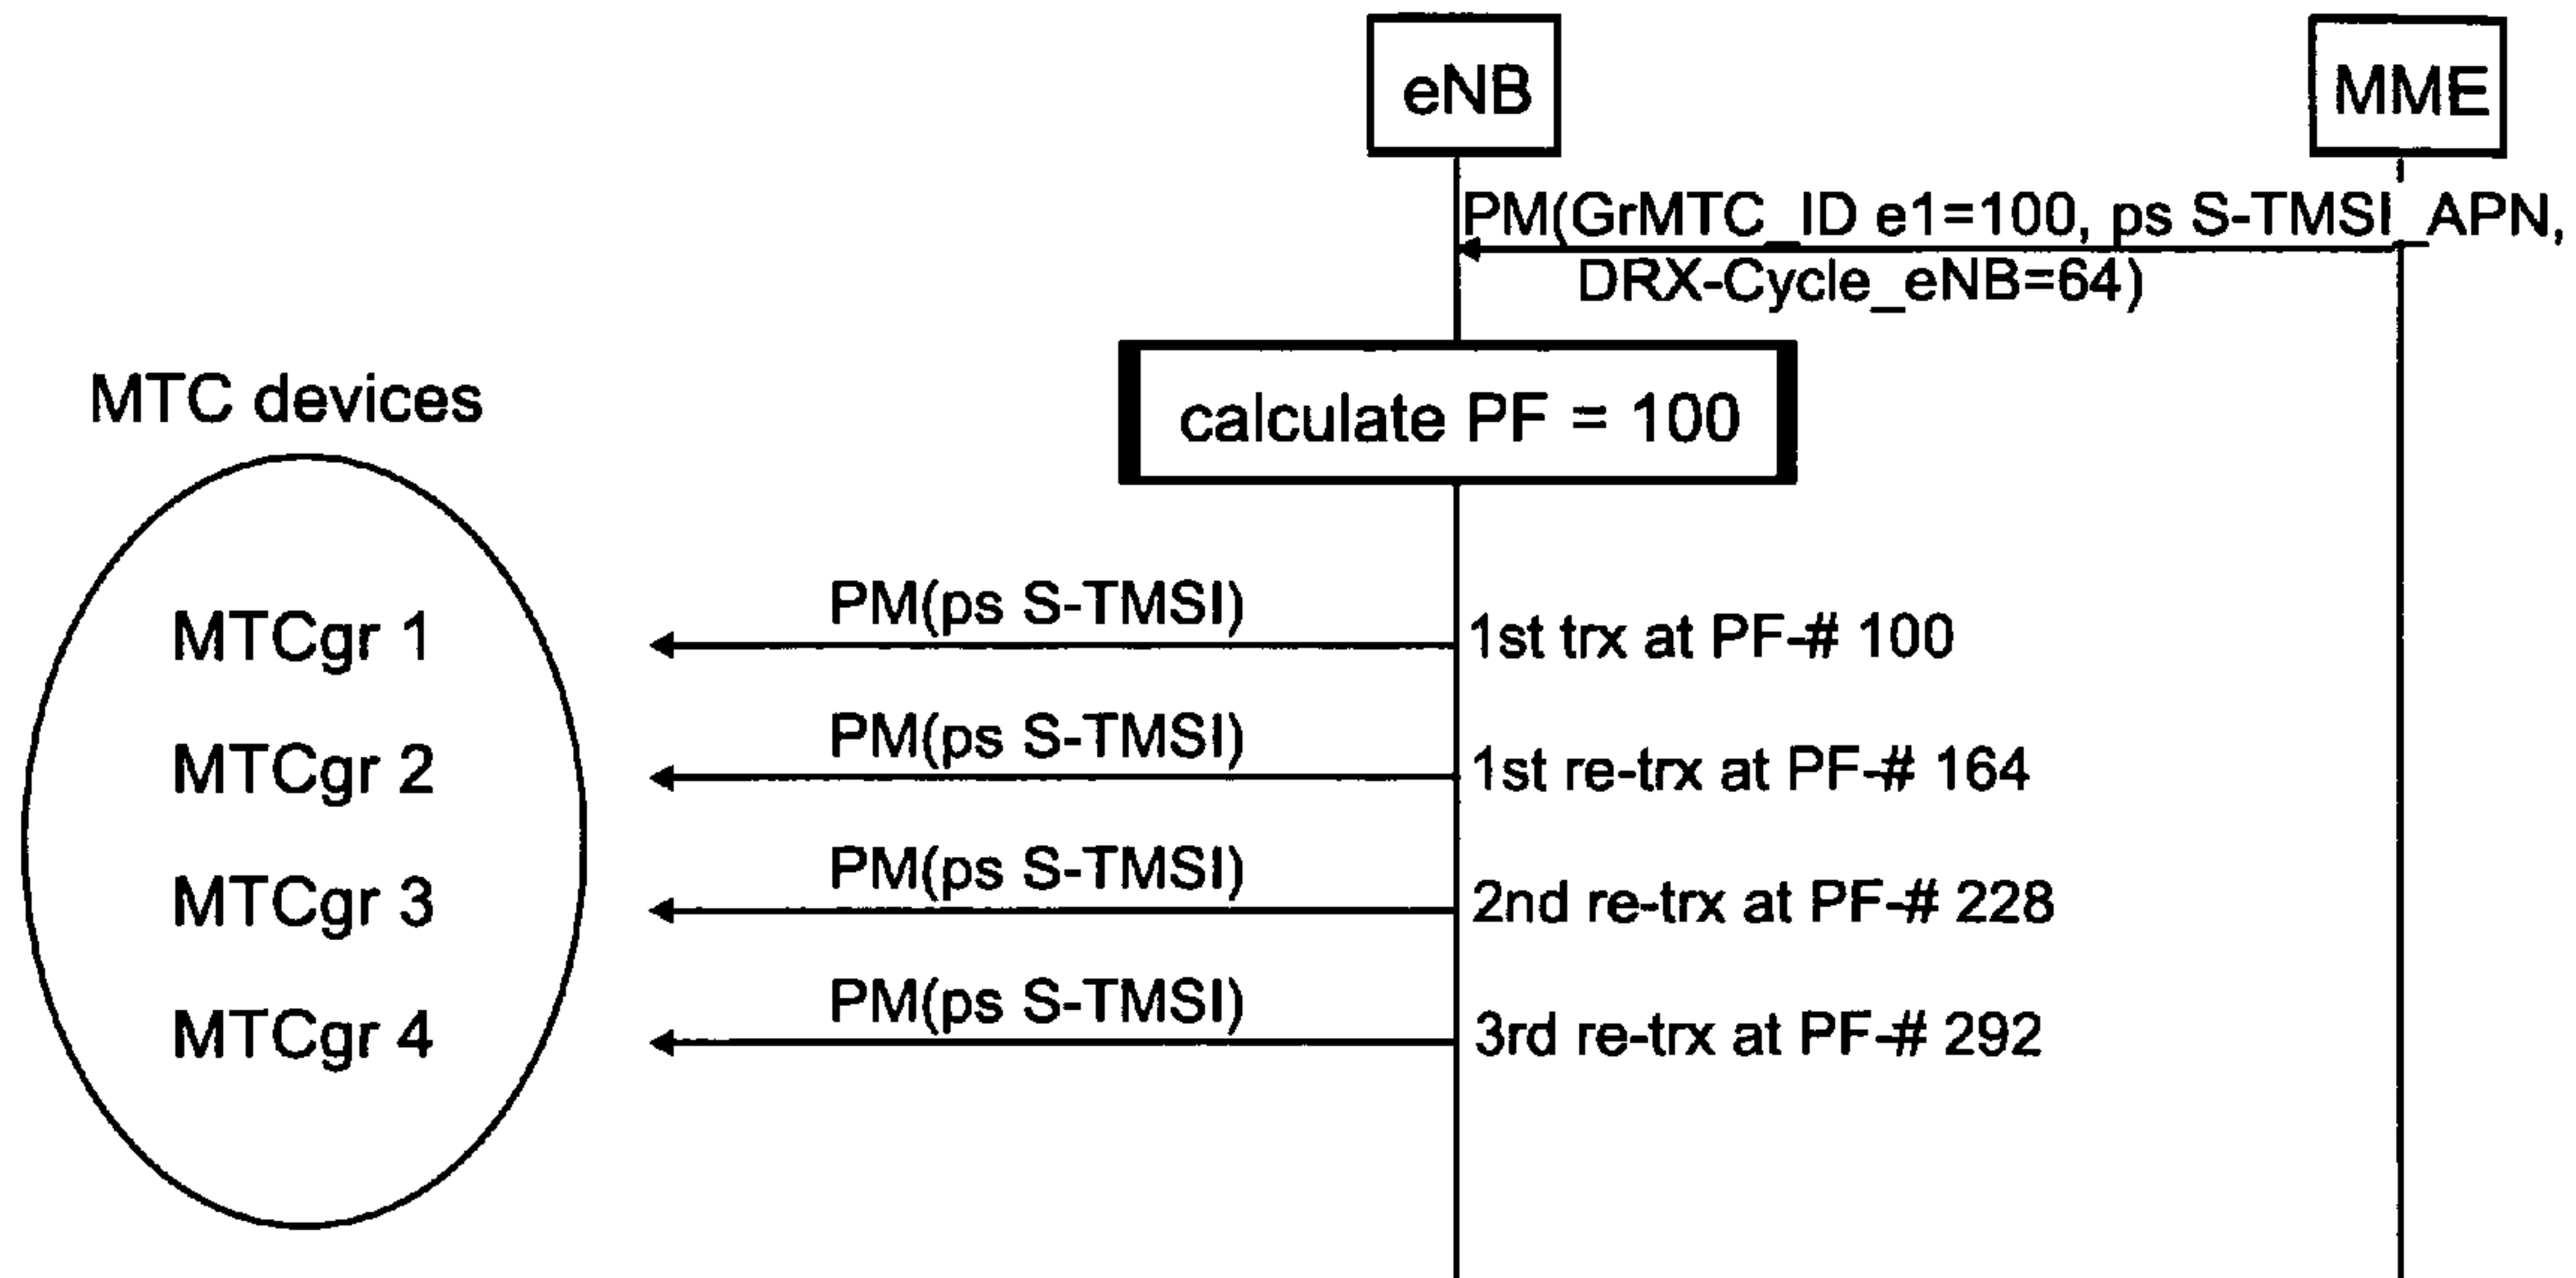 eNB
MME
PM(GrMTC_ID e1=100, ps S-TMSI_APN,
DRX-Cycle_eNB=64)
calculate PF = 100
MTC devices
PM(ps S-TMSI)
MTCgr 1
1st trx at PF-# 100
PM(ps S-TMSI)
MTCgr 2
1st re-trx at PF-# 164
PM(ps S-TMSI)
MTCgr 3
2nd re-trx at PF-# 228
PM(ps S-TMSI)
MTCgr 4
3rd re-trx at PF-# 292